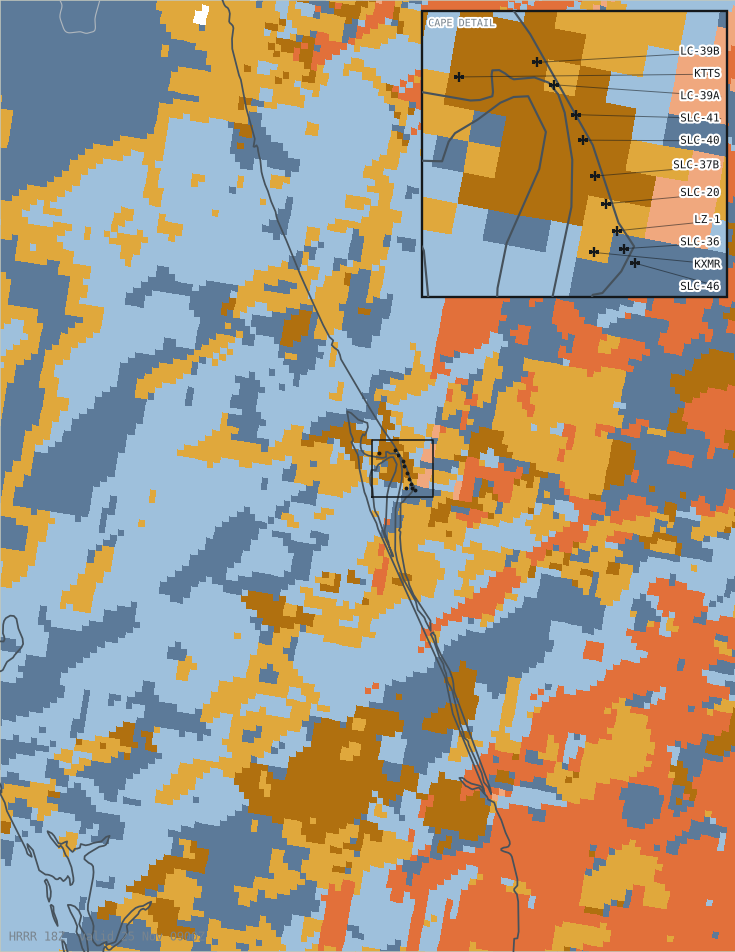 CAPE DETAIL
LC-39B
KTTS
LC-39A
SLC-41
SLC-40
SLC-37B
SLC-20
LZ-1
SLC-36
KXMR
SLC-46
HRRR 18Z